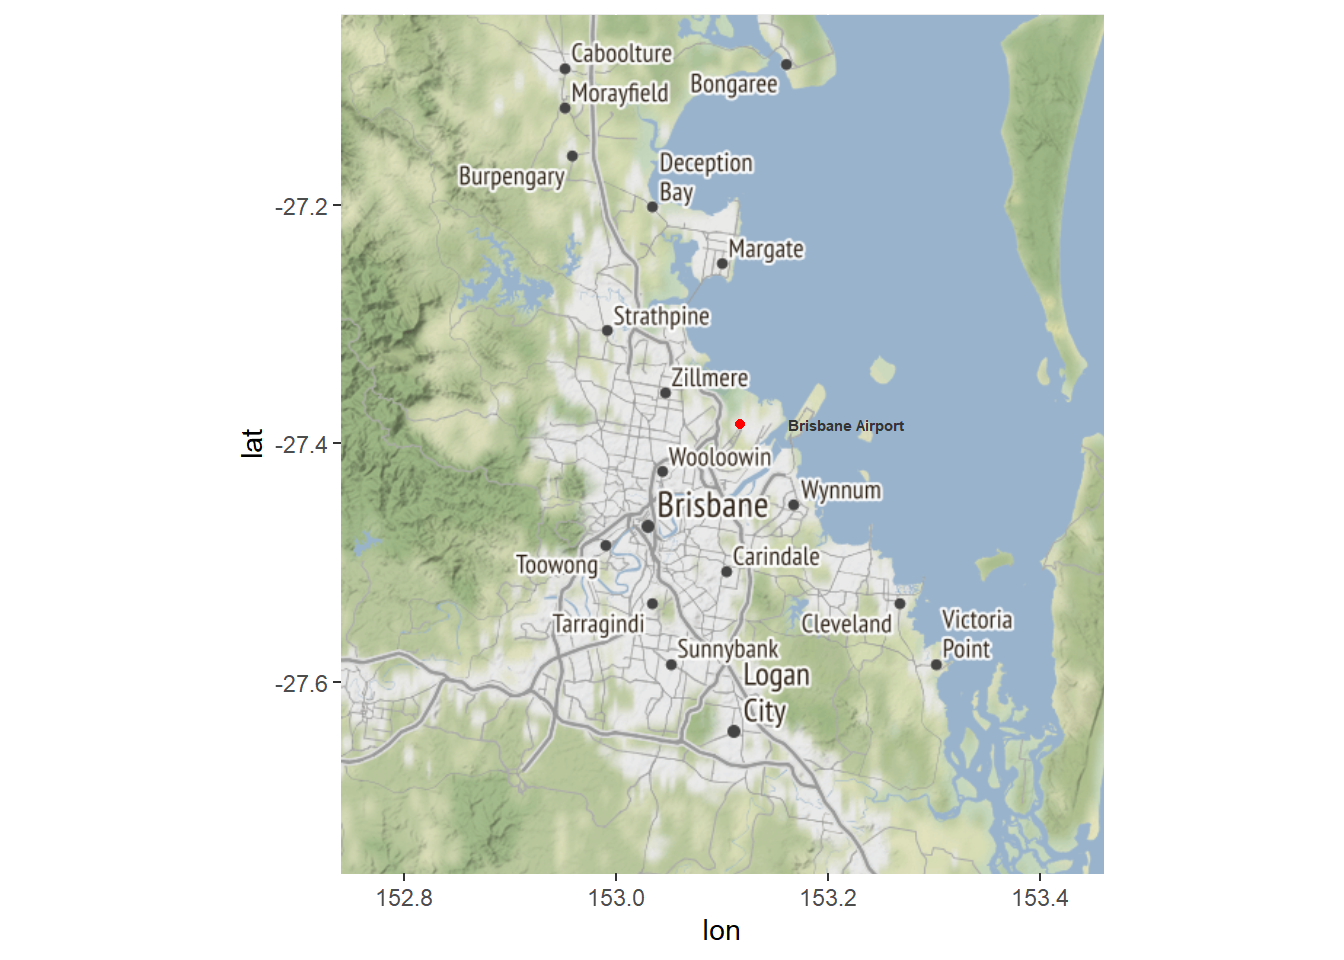 Caboolture
Bongaree
Morayfield
Deception
Bay
Burpengary
-27.2
Margate
Strathpine
Zillmere
Brisbane Airport
lat
-27.4
Wooloowin
Wynnum
Brisbane
Toowong
Carindale
Tarragindi
Cleveland
Victoria
Point
Sunnybank
Logan
City
-27.6
152.8
153.0
153.2
153.4
lon